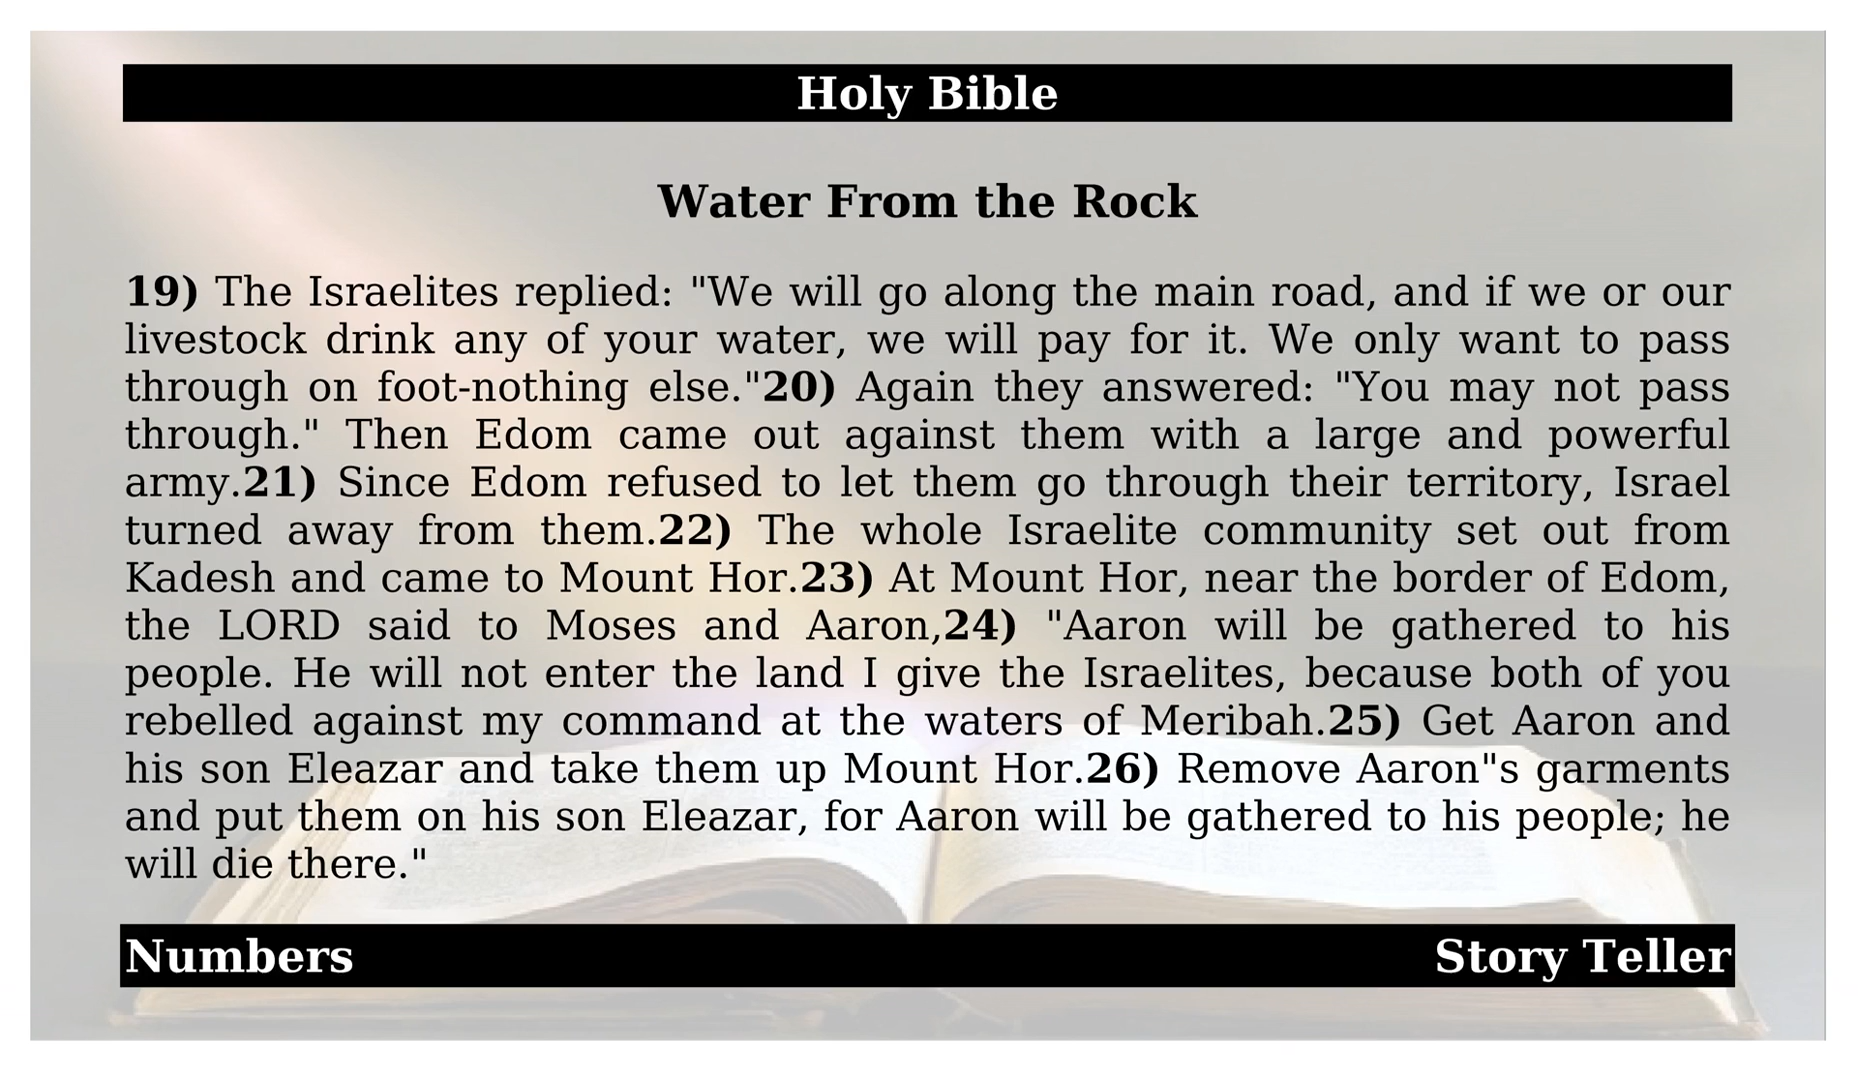 Holy Bible
Water From the Rock
19) The Israelites replied: "We will go along the main road, and if we or our
livestock drink any of your water, we will pay for it. We only want to pass
through on foot-nothing else."20) Again they answered: "You may not pass
through." Then Edom came out against them with a large and powerful
army.21) Since Edom refused to let them go through their territory, Israel
turned away from them.22) The whole Israelite community set out from
Kadesh and came to Mount Hor.23) At Mount Hor, near the border of Edom,
the LORD said to Moses and Aaron,24) "Aaron will be gathered to his
people. He will not enter the land I give the Israelites, because both of you
rebelled against my command at the waters of Meribah.25) Get Aaron and
his son Eleazar and take them up Mount Hor.26) Remove Aaron"s garments
and put them on his son Eleazar, for Aaron will be gathered to his people; he
will die there."
Numbers Story Teller